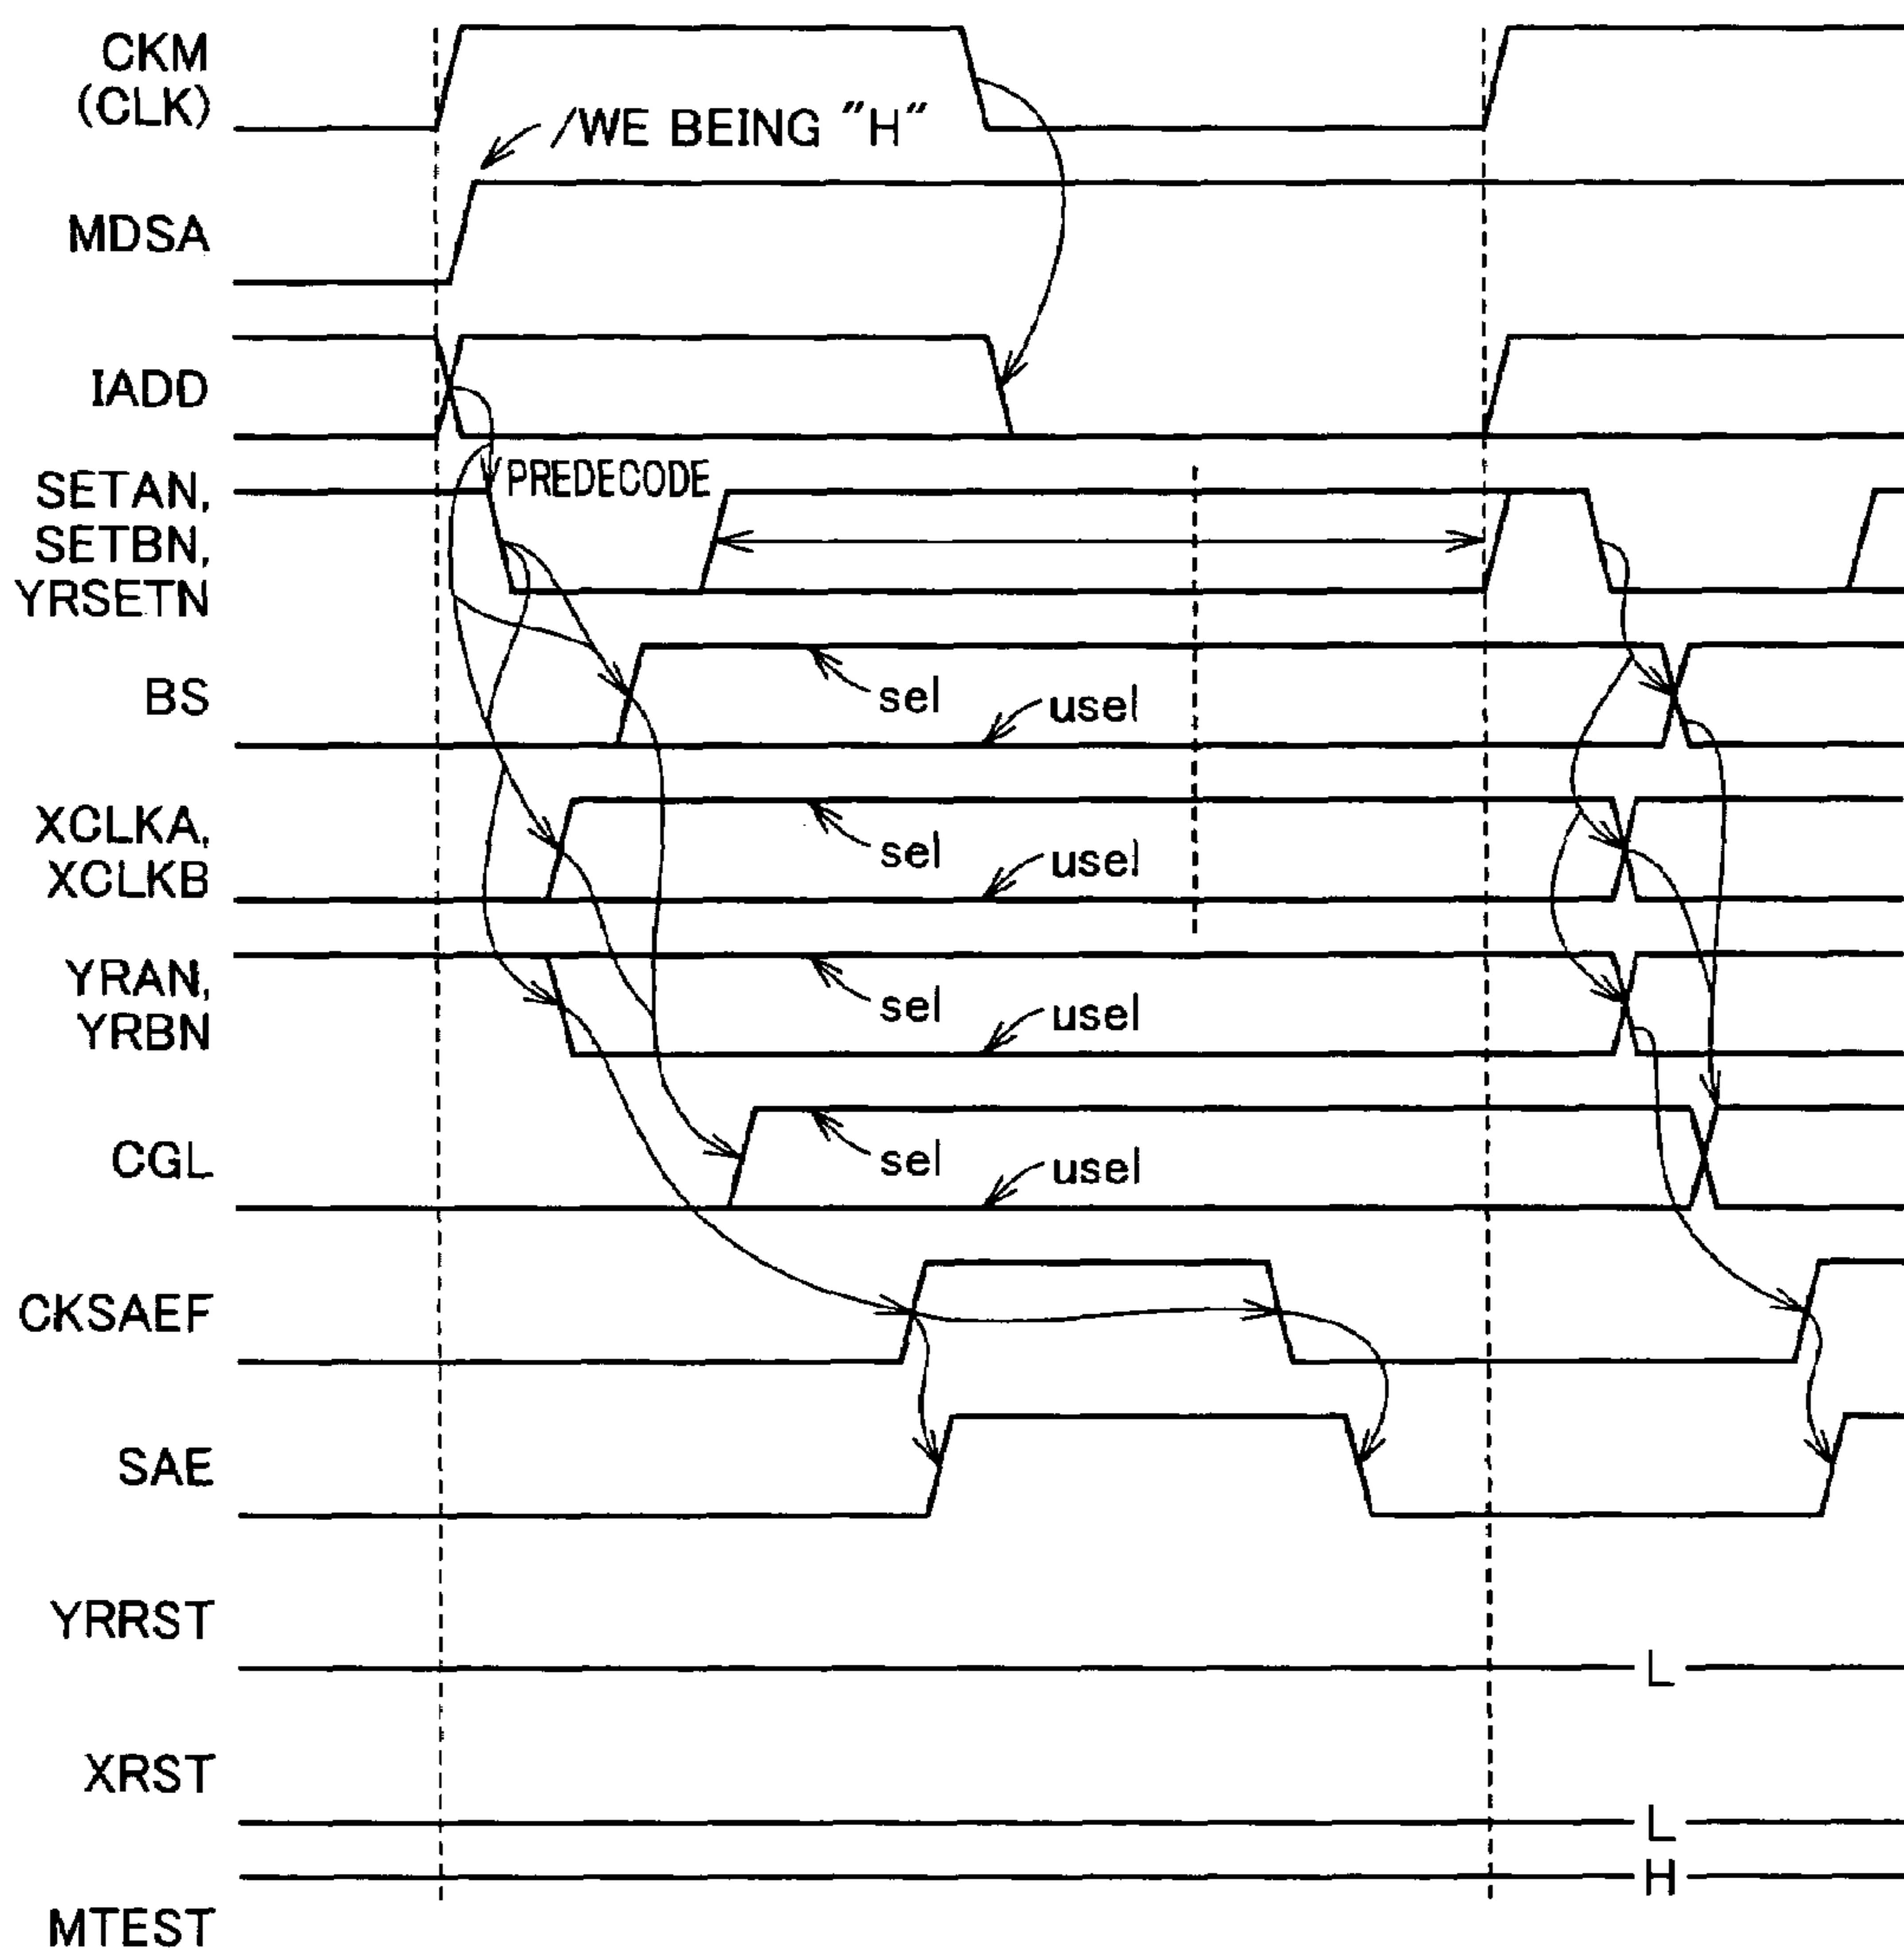 CKM
(CLK)
/WE BEING "H"
MDSA
IADD
PREDECODE
SETAN,
SETBN,
YRSETN
BS
sel
usel
XCLKA,
XCLKB
sel
usel
YRAN,
YRBN
sel
usel
CGL
sel
usel
CKSAEF
SAE
YRRST
L
XRST
L
H
MTEST